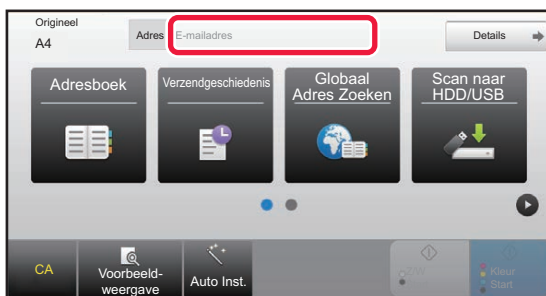 Origineel
A4
Adres
E-mailadres
Details
Adresboek
Verzendgeschiedenis
Globaal
Adres Zoeken
Scan naar
HDD/USB
CA
Voorbeeld-
weergave
Auto Inst.
Z/W
Start
Kleur
Start